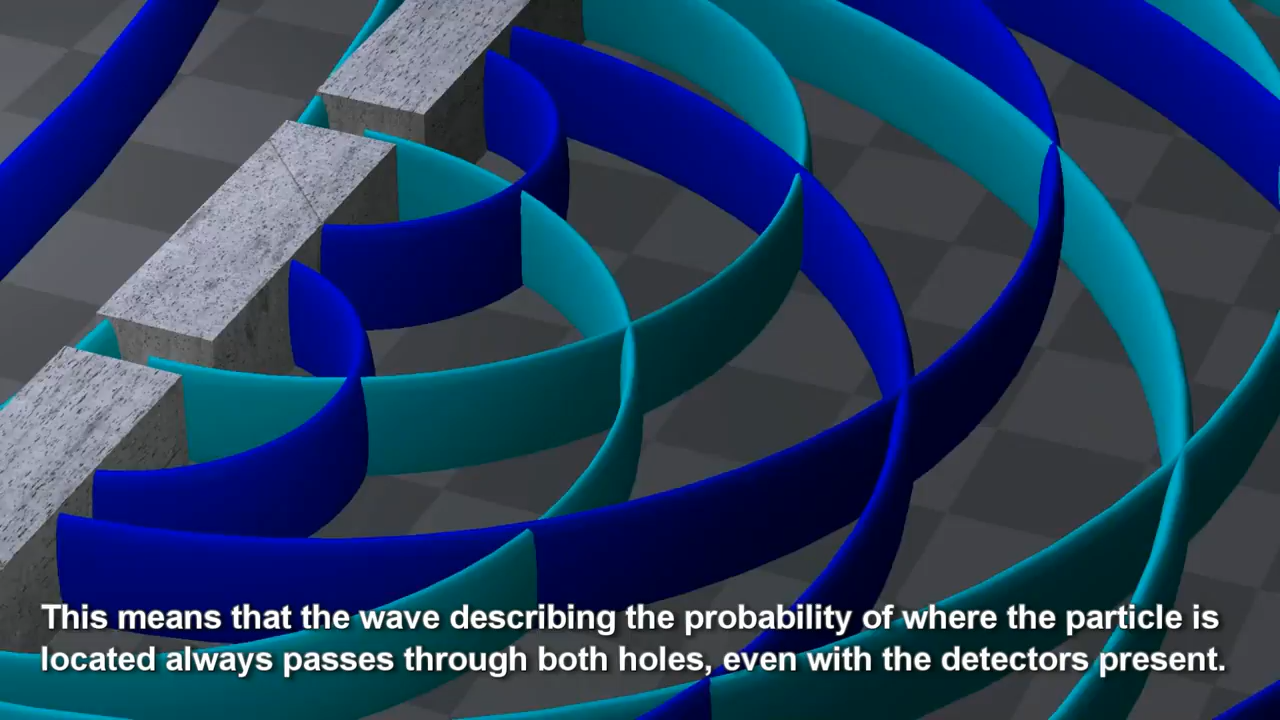 This means that the wave describing the probability of where the particle is
located always passes through both holes, even with the detectors present.